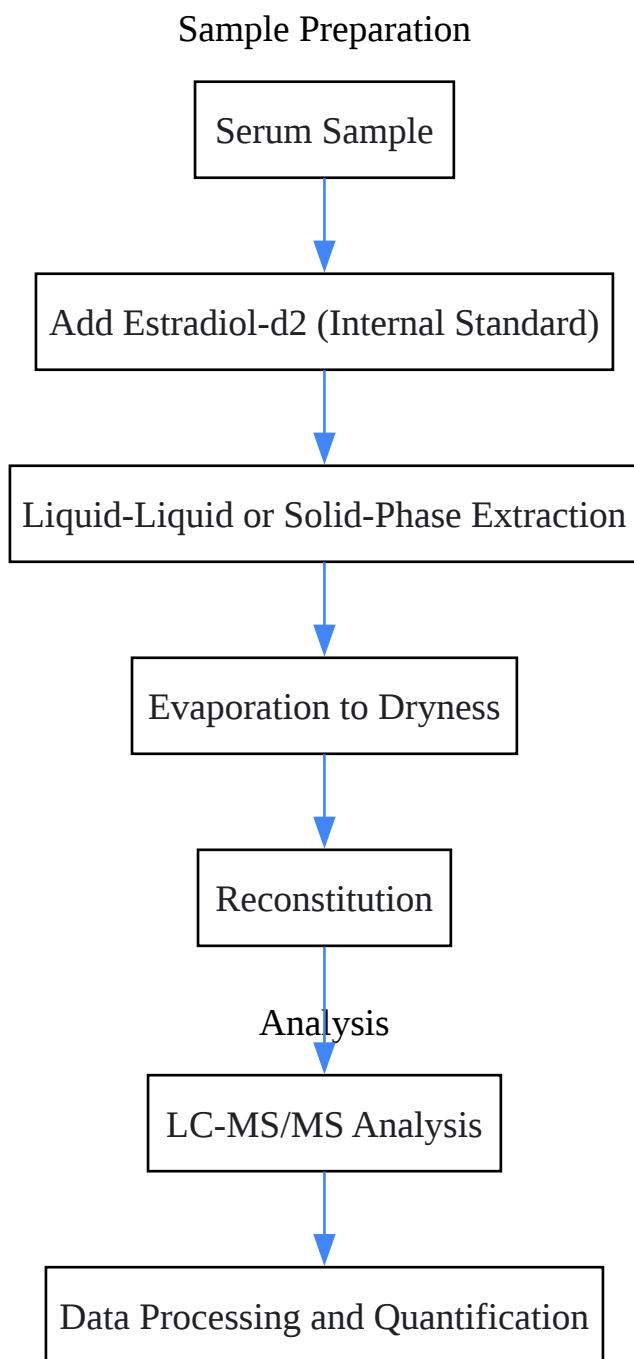 Sample Preparation
Serum Sample
Add Estradiol-d2 (Internal Standard)
Liquid-Liquid or Solid-Phase Extraction
Evaporation to Dryness
Reconstitution
Analysis
LC-MS/MS Analysis
Data Processing and Quantification